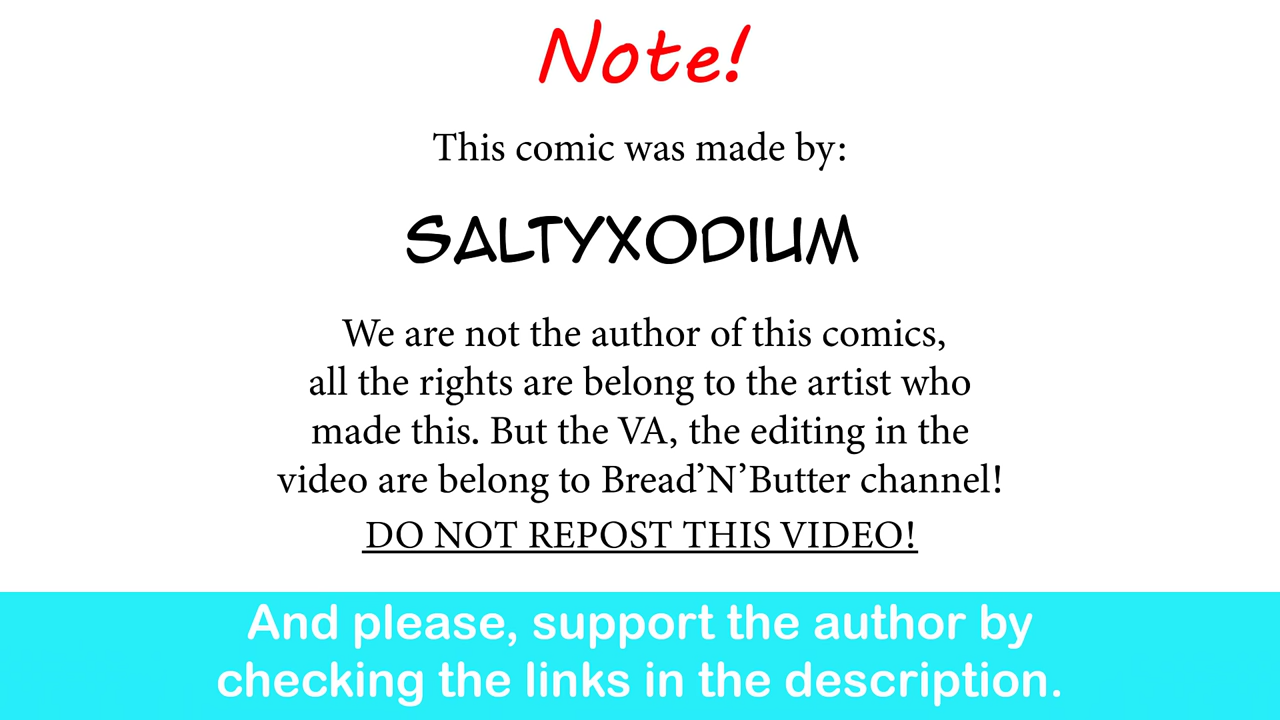 Note!
This comic was made by:
SALTYXODIUM
We are not the author of this comics,
all the rights are belong to the artist who
made this. But the VA, the editing in the
video are belong to Bread’N’Butter channel!
DO NOT REPOST THIS VIDEO!
And please, support the author by
checking the links in the description.